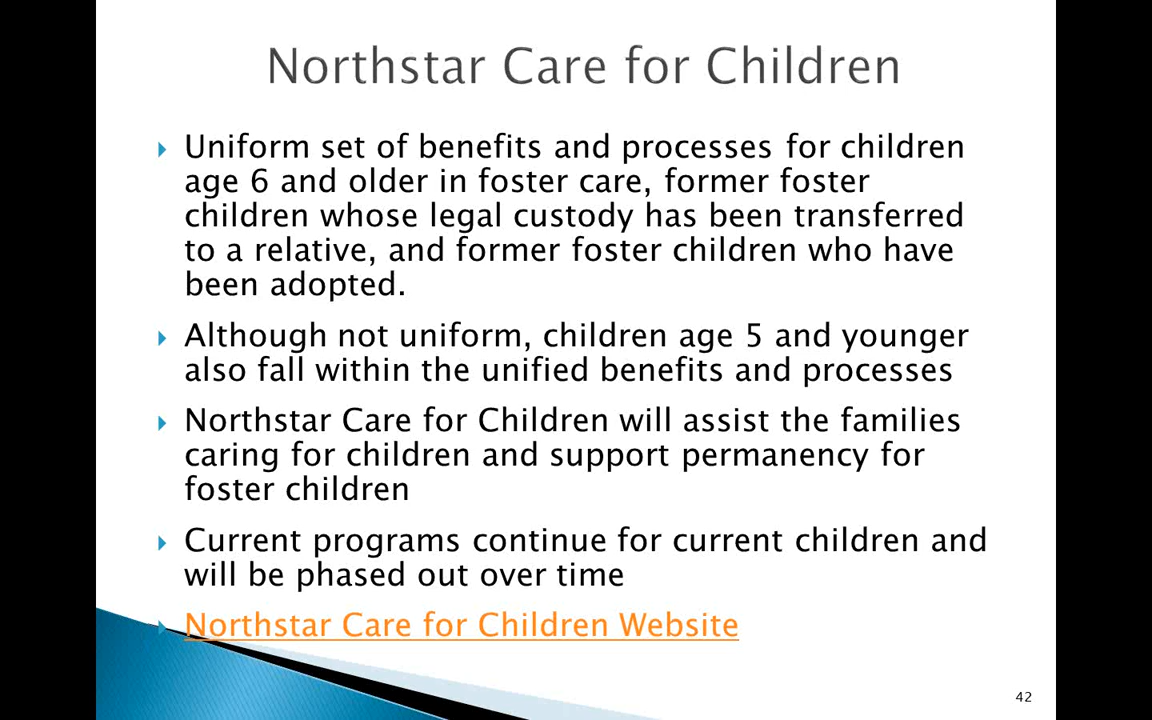 Northstar Care for Children
Uniform set of benefits and processes for children
age 6 and older in foster care, former foster
children whose legal custody has been transferred
to a relative, and former foster children who have
been adopted.
Although not uniform, children age 5 and younger
also fall within the unified benefits and processes
Northstar Care for Children will assist the families
caring for children and support permanency for
foster children
Current programs continue for current children and
will be phased out over time
Northstar Care for Children Website
42